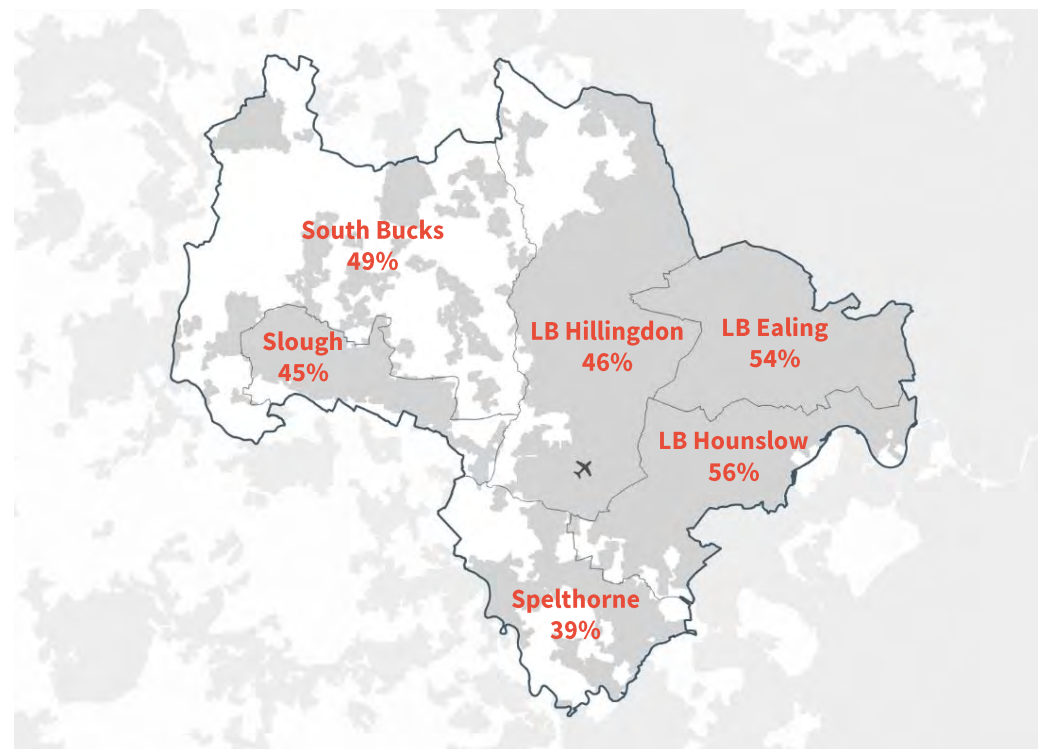 South Bucks
49%
LB Hillingdon
46%
LB Ealing
54%
Slough
45%
LB Hounslow
56%
Spelthorne
39%